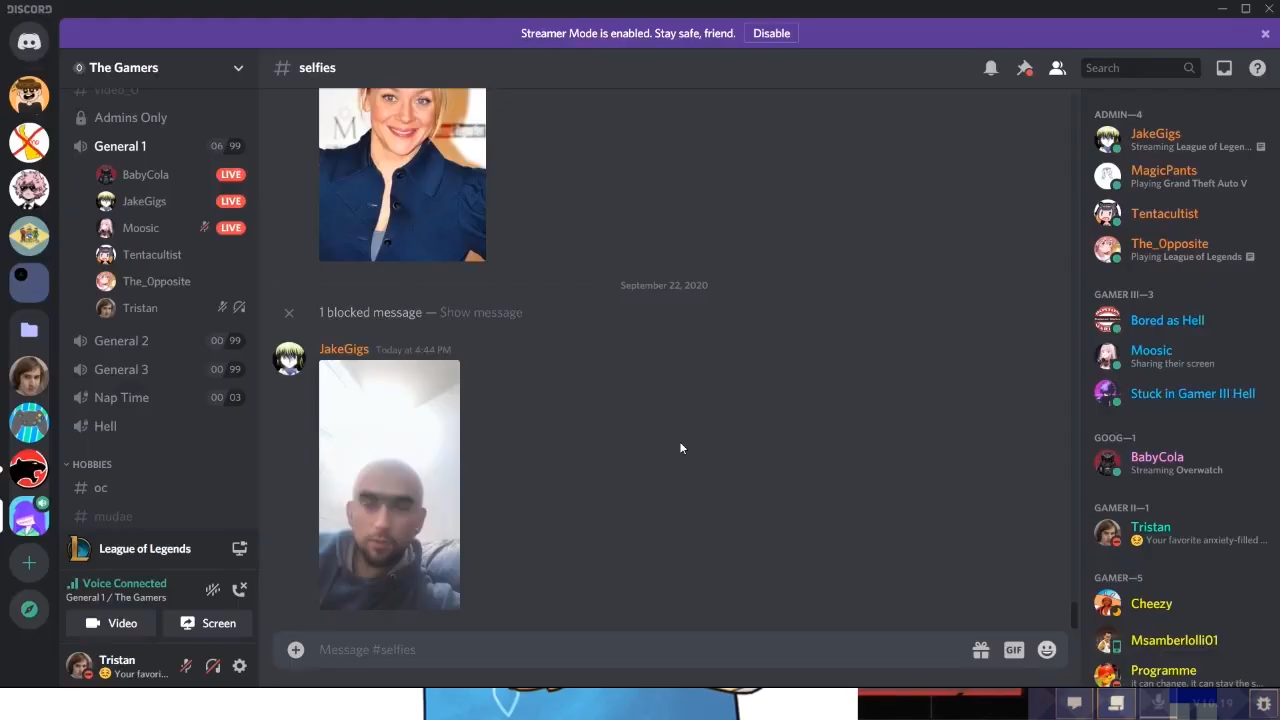 DISCORD
Streamer Mode is enabled. Stay safe, friend. Disable
The Gamers
video_0
Admins Only
General 1 06 99
BabyCola LIVE
JakeGigs LIVE
Moosic LIVE
Tentacultist
The_0pposite
Tristan
General 2 00 99
General 3 00 99
Nap Time 00 03
Hell
HOBBIES
oc
mudae
League of Legends
Voice Connected
General 1 / The Gamers
Video Screen
Tristan
Your favori...
# selfies
Search
September 22, 2020
1 blocked message — Show message
JakeGigs Today at 4:44 PM
Message #selfies
GIF
ADMIN—4
JakeGigs
Streaming League of Legen...
MagicPants
Playing Grand Theft Auto V
Tentacultist
The_0pposite
Playing League of Legends
GAMER III—3
Bored as Hell
Moosic
Sharing their screen
Stuck in Gamer III Hell
GOOG—1
BabyCola
Streaming Overwatch
GAMER II—1
Tristan
Your favorite anxiety-filled ...
GAMER—5
Cheezy
Msamberlolli01
Programme
it can change, it can stay the s...
V10.19